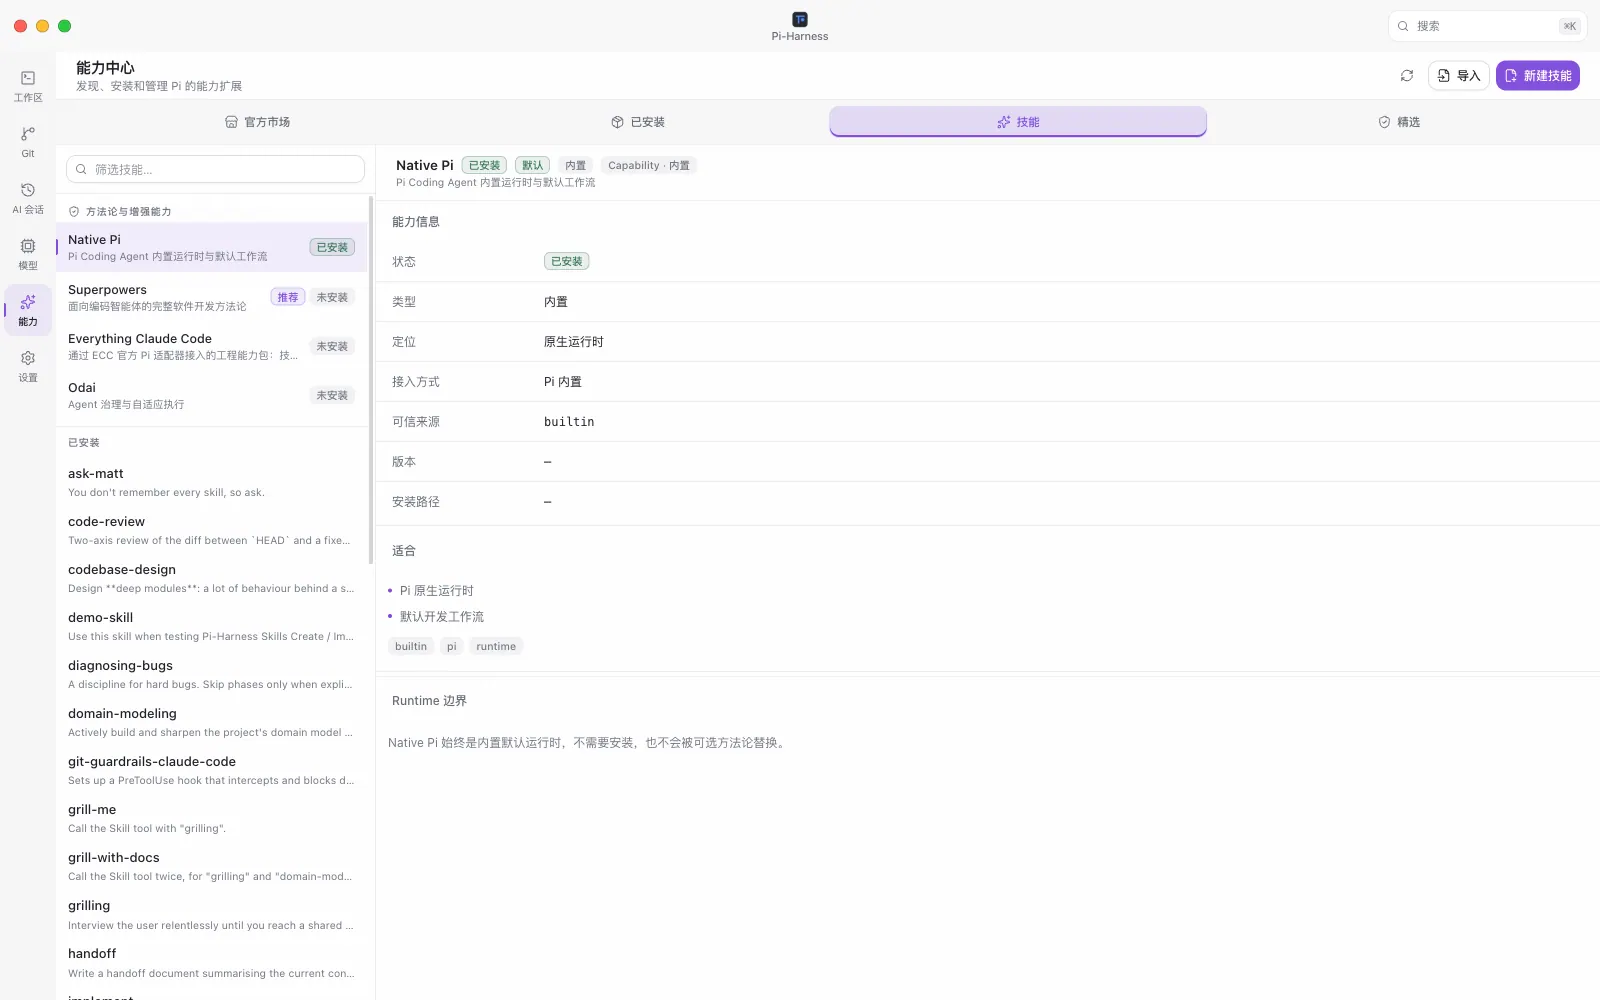 Pi-Harness
搜索
⌘K
工作区
Git
AI 会话
模型
能力
设置
能力中心
发现、安装和管理 Pi 的能力扩展
导入
新建技能
官方市场
已安装
技能
精选
筛选技能...
方法论与增强能力
Native Pi
Pi Coding Agent 内置运行时与默认工作流
已安装
Superpowers
面向编码智能体的完整软件开发方法论
推荐
未安装
Everything Claude Code
通过 ECC 官方 Pi 适配器接入的工程能力包：技...
未安装
Odai
Agent 治理与自适应执行
未安装
已安装
ask-matt
You don't remember every skill, so ask.
code-review
Two-axis review of the diff between `HEAD` and a fixe...
codebase-design
Design **deep modules**: a lot of behaviour behind a s...
demo-skill
Use this skill when testing Pi-Harness Skills Create / Im...
diagnosing-bugs
A discipline for hard bugs. Skip phases only when expli...
domain-modeling
Actively build and sharpen the project's domain model ...
git-guardrails-claude-code
Sets up a PreToolUse hook that intercepts and blocks d...
grill-me
Call the Skill tool with "grilling".
grill-with-docs
Call the Skill tool twice, for "grilling" and "domain-mod...
grilling
Interview the user relentlessly until you reach a shared ...
handoff
Write a handoff document summarising the current con...
implement
Native Pi 已安装 默认 内置 Capability · 内置
Pi Coding Agent 内置运行时与默认工作流
能力信息
状态 已安装
类型 内置
定位 原生运行时
接入方式 Pi 内置
可信来源 builtin
版本 —
安装路径 —
适合
• Pi 原生运行时
• 默认开发工作流
builtin pi runtime
Runtime 边界
Native Pi 始终是内置默认运行时，不需要安装，也不会被可选方法论替换。